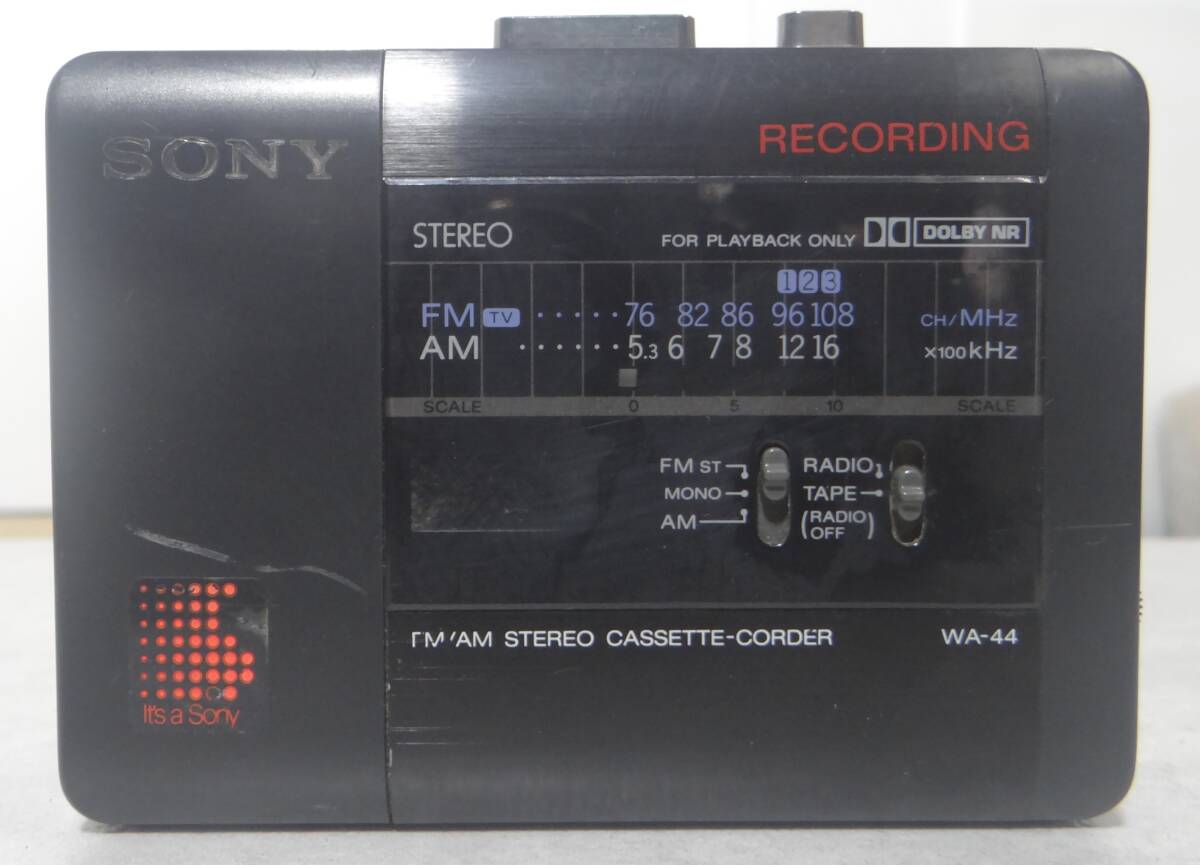 SONY
RECORDING
STEREO FOR PLAYBACK ONLY DOLBY NR
1 2 3
FM TV ······76 82 86 96 108 CH/MHz
AM ······5.3 6 7 8 12 16 ×100kHz
SCALE 0 5 10 SCALE
FM ST RADIO
MONO TAPE
AM (RADIO OFF)
It's a Sony
FM/AM STEREO CASSETTE-CORDER WA-44